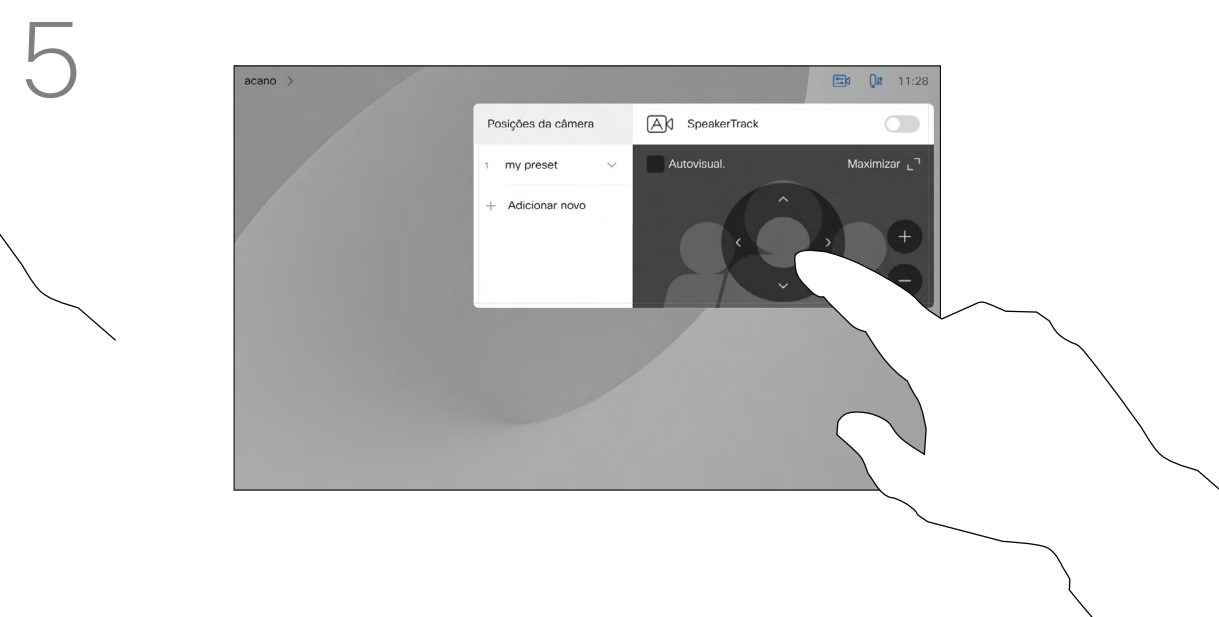 5
acano >
11:28
Posições da câmera
A SpeakerTrack
1 my preset
Autovisual.
Maximizar
+ Adicionar novo